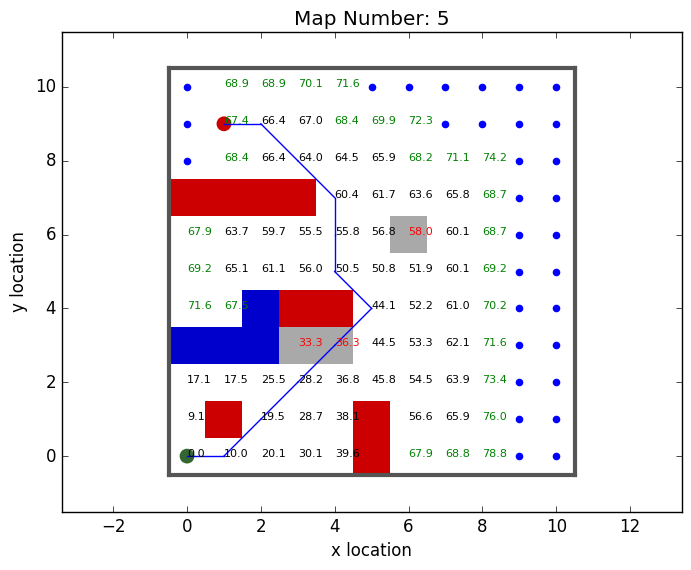 Map Number: 5
10
68.9 68.9 70.1 71.6
67.4 66.4 67.0 68.4 69.9 72.3
8
68.4 66.4 64.0 64.5 65.9 68.2 71.1 74.2
60.4 61.7 63.6 65.8 68.7
6
67.9 63.7 59.7 55.5 55.8 56.8 58.0 60.1 68.7
69.2 65.1 61.1 56.0 50.5 50.8 51.9 60.1 69.2
4
71.6 67.5 44.1 52.2 61.0 70.2
33.3 36.3 44.5 53.3 62.1 71.6
2
17.1 17.5 25.5 28.2 36.8 45.8 54.5 63.9 73.4
9.1 19.5 28.7 38.1 56.6 65.9 76.0
0
0.0 10.0 20.1 30.1 39.6 67.9 68.8 78.8
−2 0 2 4 6 8 10 12
x location
y location